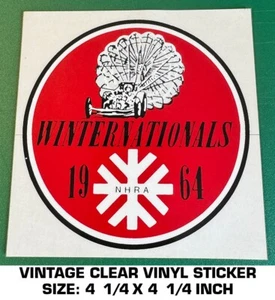 WINTERNATIONALS
19 64
NHRA
VINTAGE CLEAR VINYL STICKER
SIZE: 4 1/4 X 4 1/4 INCH